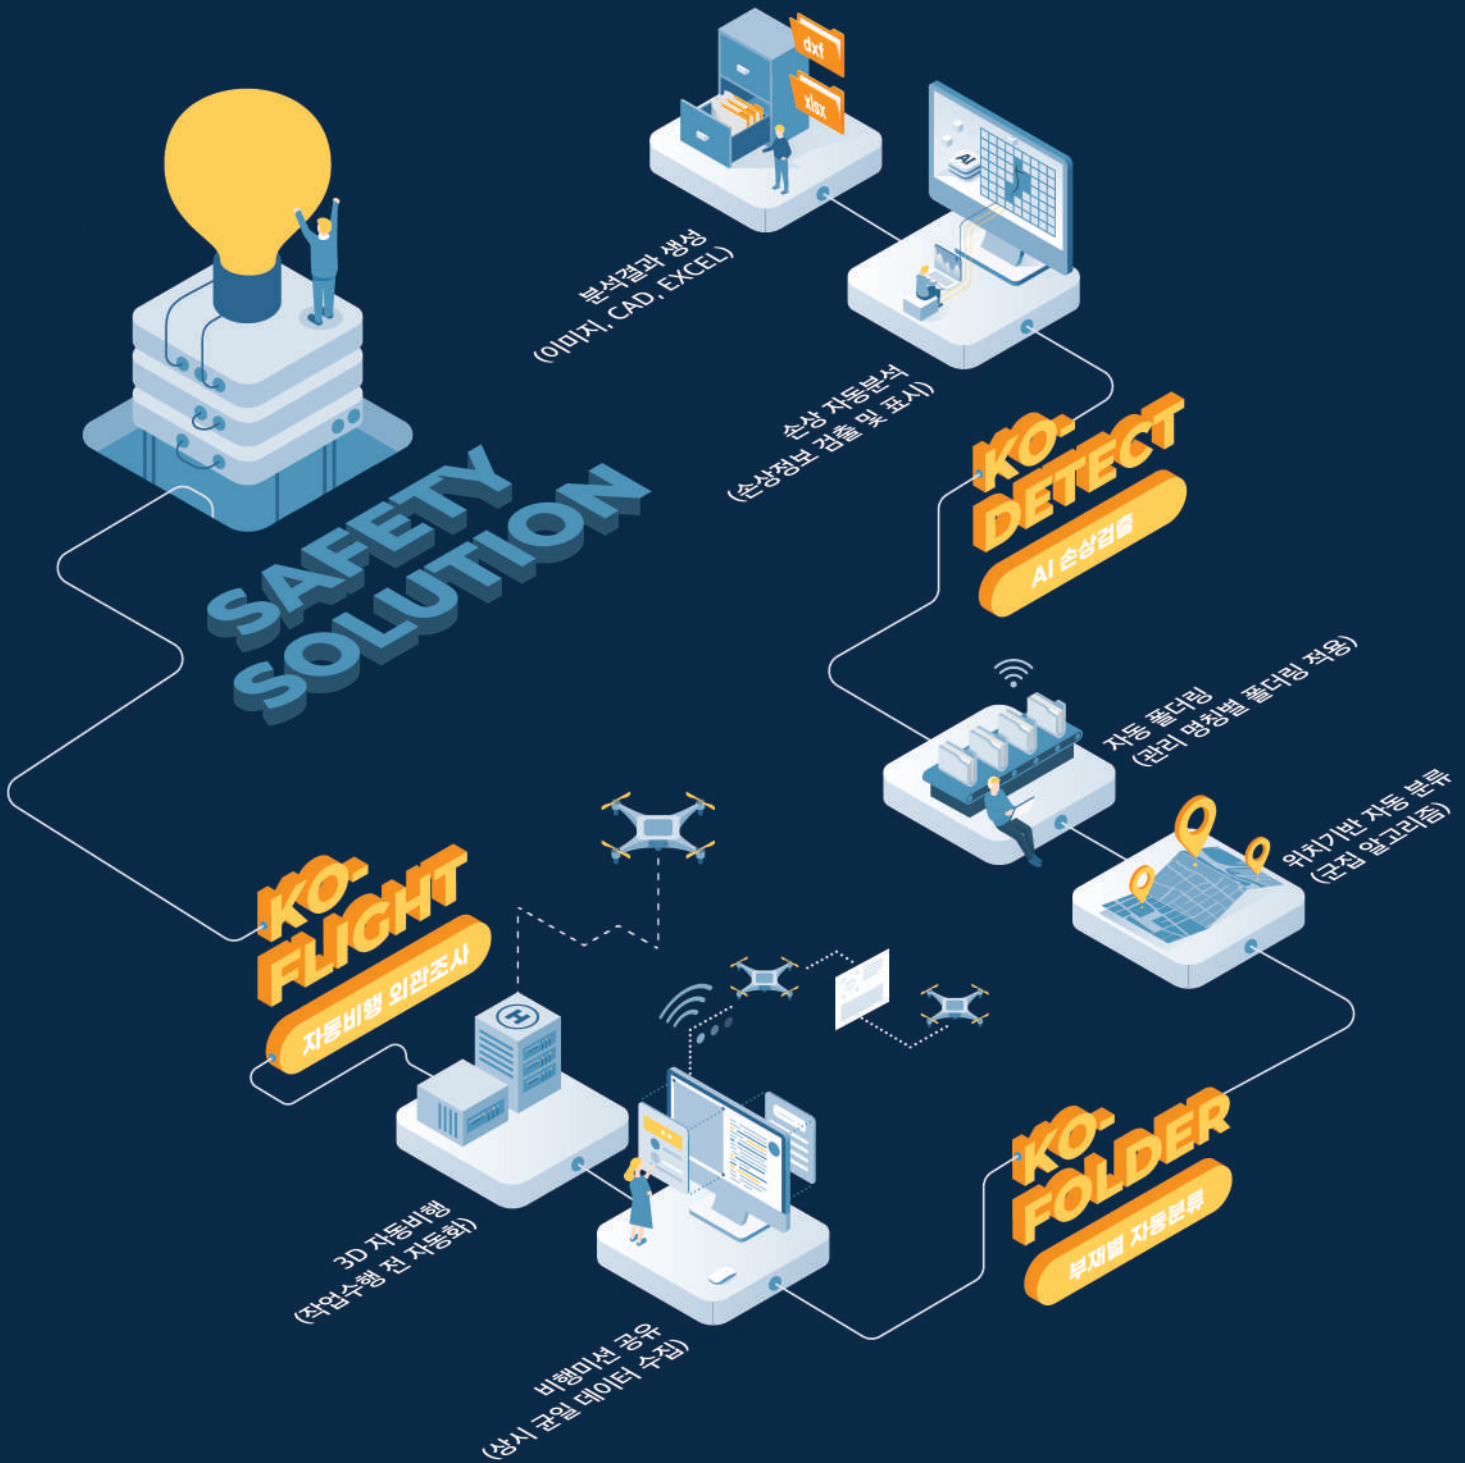 dxf
xlsx
AI
분석결과 생성
(이미지, CAD, EXCEL)
손상 자동분석
(손상정보 검출 및 표시)
KO-
DETECT
AI 손상검출
SAFETY
SOLUTION
자동 폴더링
(관리 명칭별 폴더링 적용)
위치기반 자동 분류
(군집 알고리즘)
KO-
FLIGHT
자동비행 외관조사
H
3D 자동비행
(작업수행 전 자동화)
비행미션 공유
(상시 균일 데이터 수집)
KO-
FOLDER
부재별 자동분류